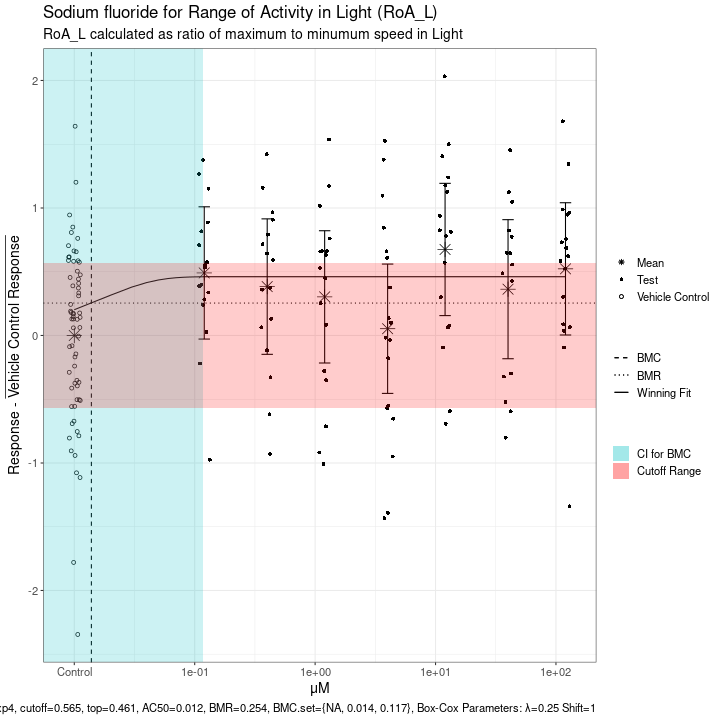 Sodium fluoride for Range of Activity in Light (RoA_L)
RoA_L calculated as ratio of maximum to minumum speed in Light
Response - Vehicle Control Response
2
1
0
-1
-2
Control
1e-01
1e+00
1e+01
1e+02
μM
Mean
Test
Vehicle Control
BMC
BMR
Winning Fit
CI for BMC
Cutoff Range
cutoff=0.565, top=0.461, AC50=0.012, BMR=0.254, BMC.set={NA, 0.014, 0.117}, Box-Cox Parameters: λ=0.25 Shift=1